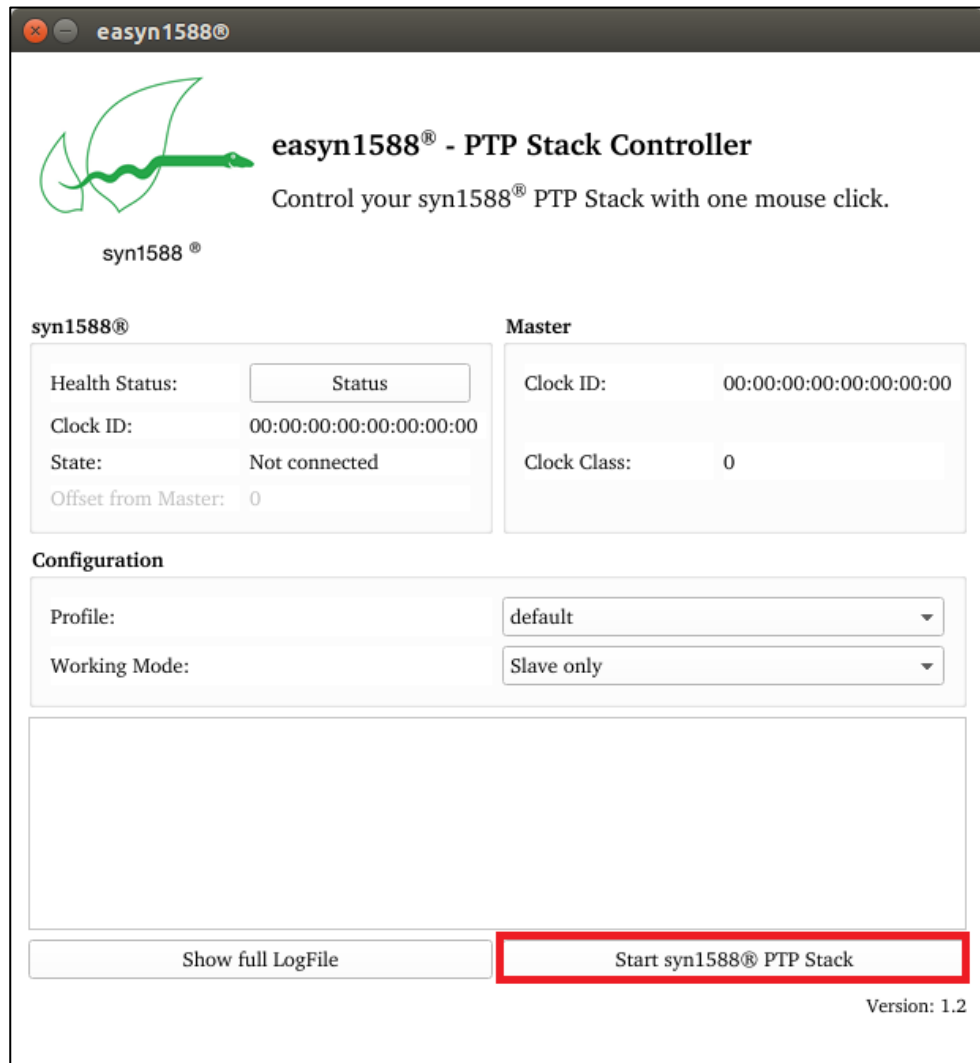 easyn1588®
easyn1588® - PTP Stack Controller
Control your syn1588® PTP Stack with one mouse click.
syn1588 ®
syn1588®
Health Status: Status
Clock ID: 00:00:00:00:00:00:00:00
State: Not connected
Offset from Master: 0
Master
Clock ID: 00:00:00:00:00:00:00:00
Clock Class: 0
Configuration
Profile: default
Working Mode: Slave only
Show full LogFile
Start syn1588® PTP Stack
Version: 1.2